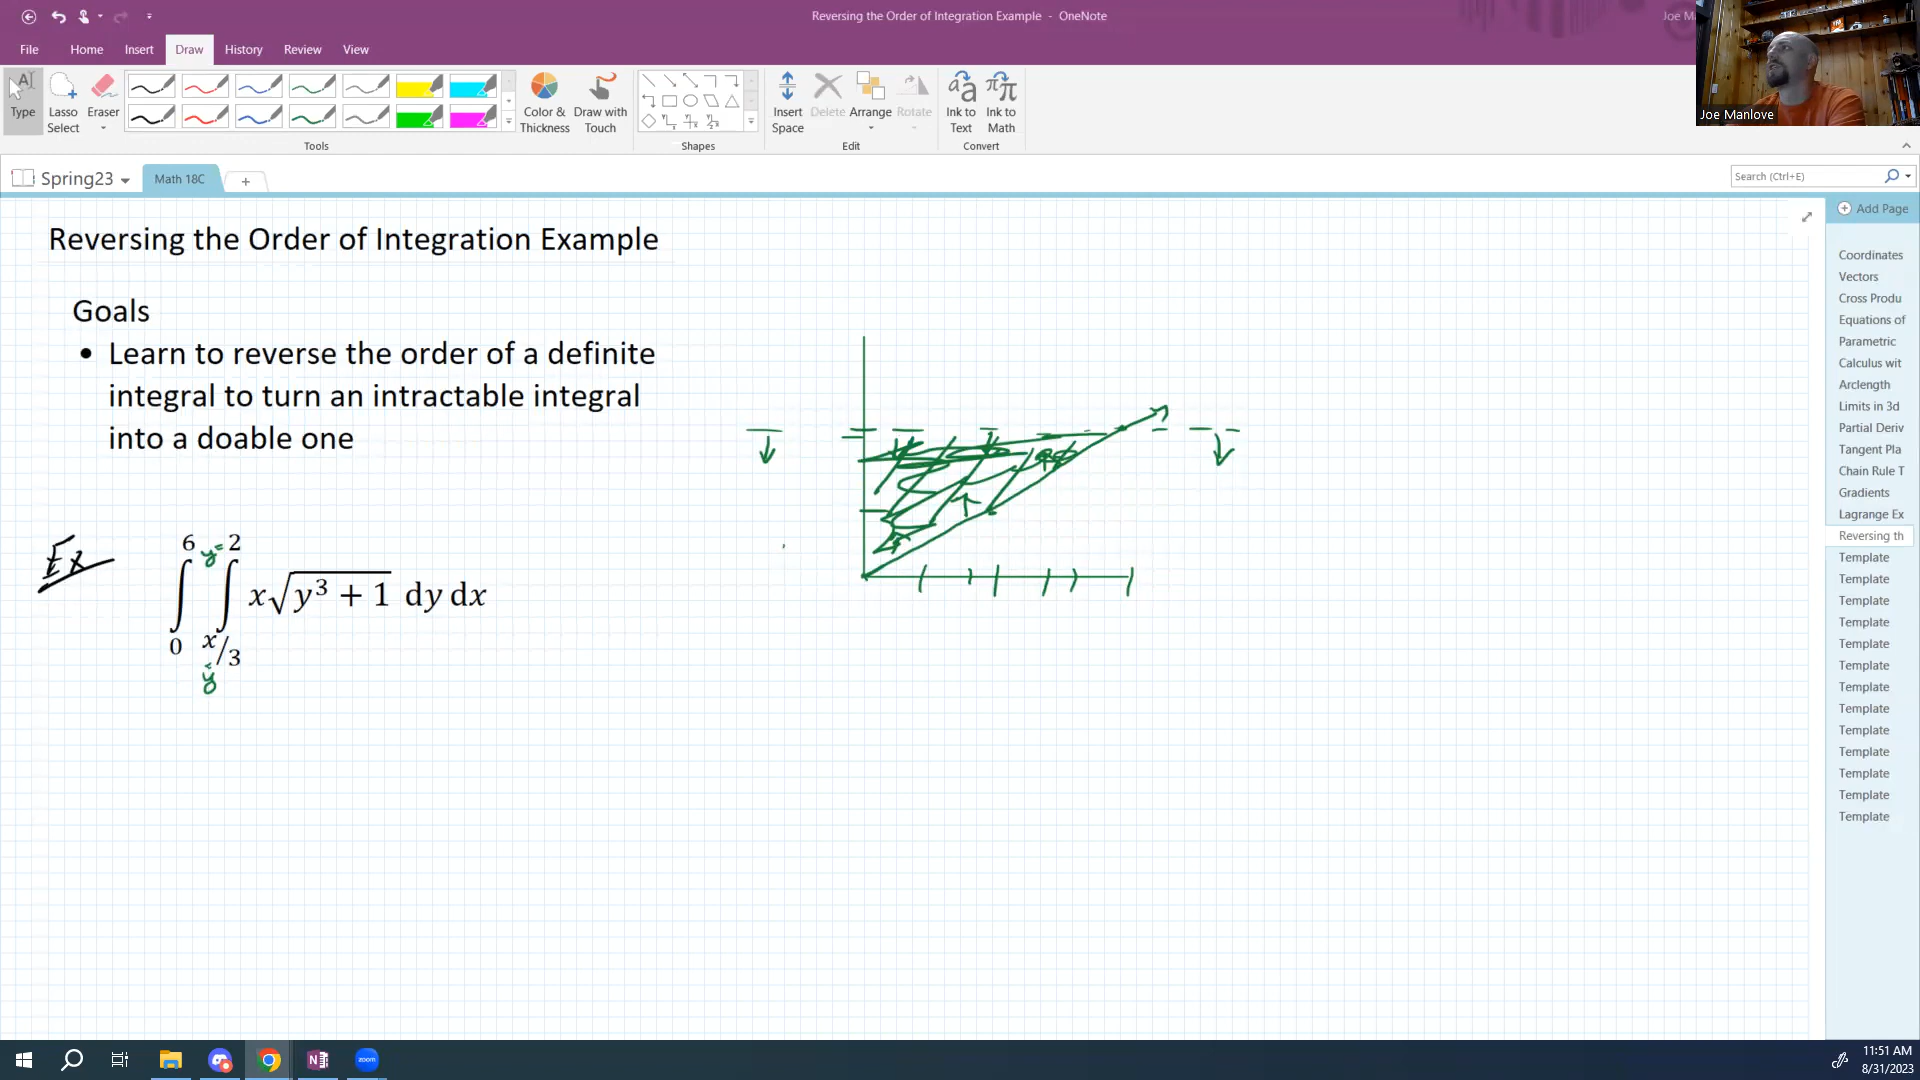 Reversing the Order of Integration Example - OneNote
Joe M
File Home Insert Draw History Review View
Type
Lasso Select
Eraser
Color & Thickness
Draw with Touch
Insert Space
Delete
Arrange
Rotate
Ink to Text
Ink to Math
Tools
Shapes
Edit
Convert
Joe Manlove
Spring23
Math 18C
+
Search (Ctrl+E)
Add Page
Reversing the Order of Integration Example
Goals
• Learn to reverse the order of a definite
integral to turn an intractable integral
into a doable one
Ex
∫₀⁶ ∫_{y=x/3}^{y=2} x√(y³ + 1) dy dx
Coordinates
Vectors
Cross Produ
Equations of
Parametric
Calculus wit
Arclength
Limits in 3d
Partial Deriv
Tangent Pla
Chain Rule T
Gradients
Lagrange Ex
Reversing th
Template
Template
Template
Template
Template
Template
Template
Template
Template
Template
Template
Template
Template
zoom
11:51 AM
8/31/2023